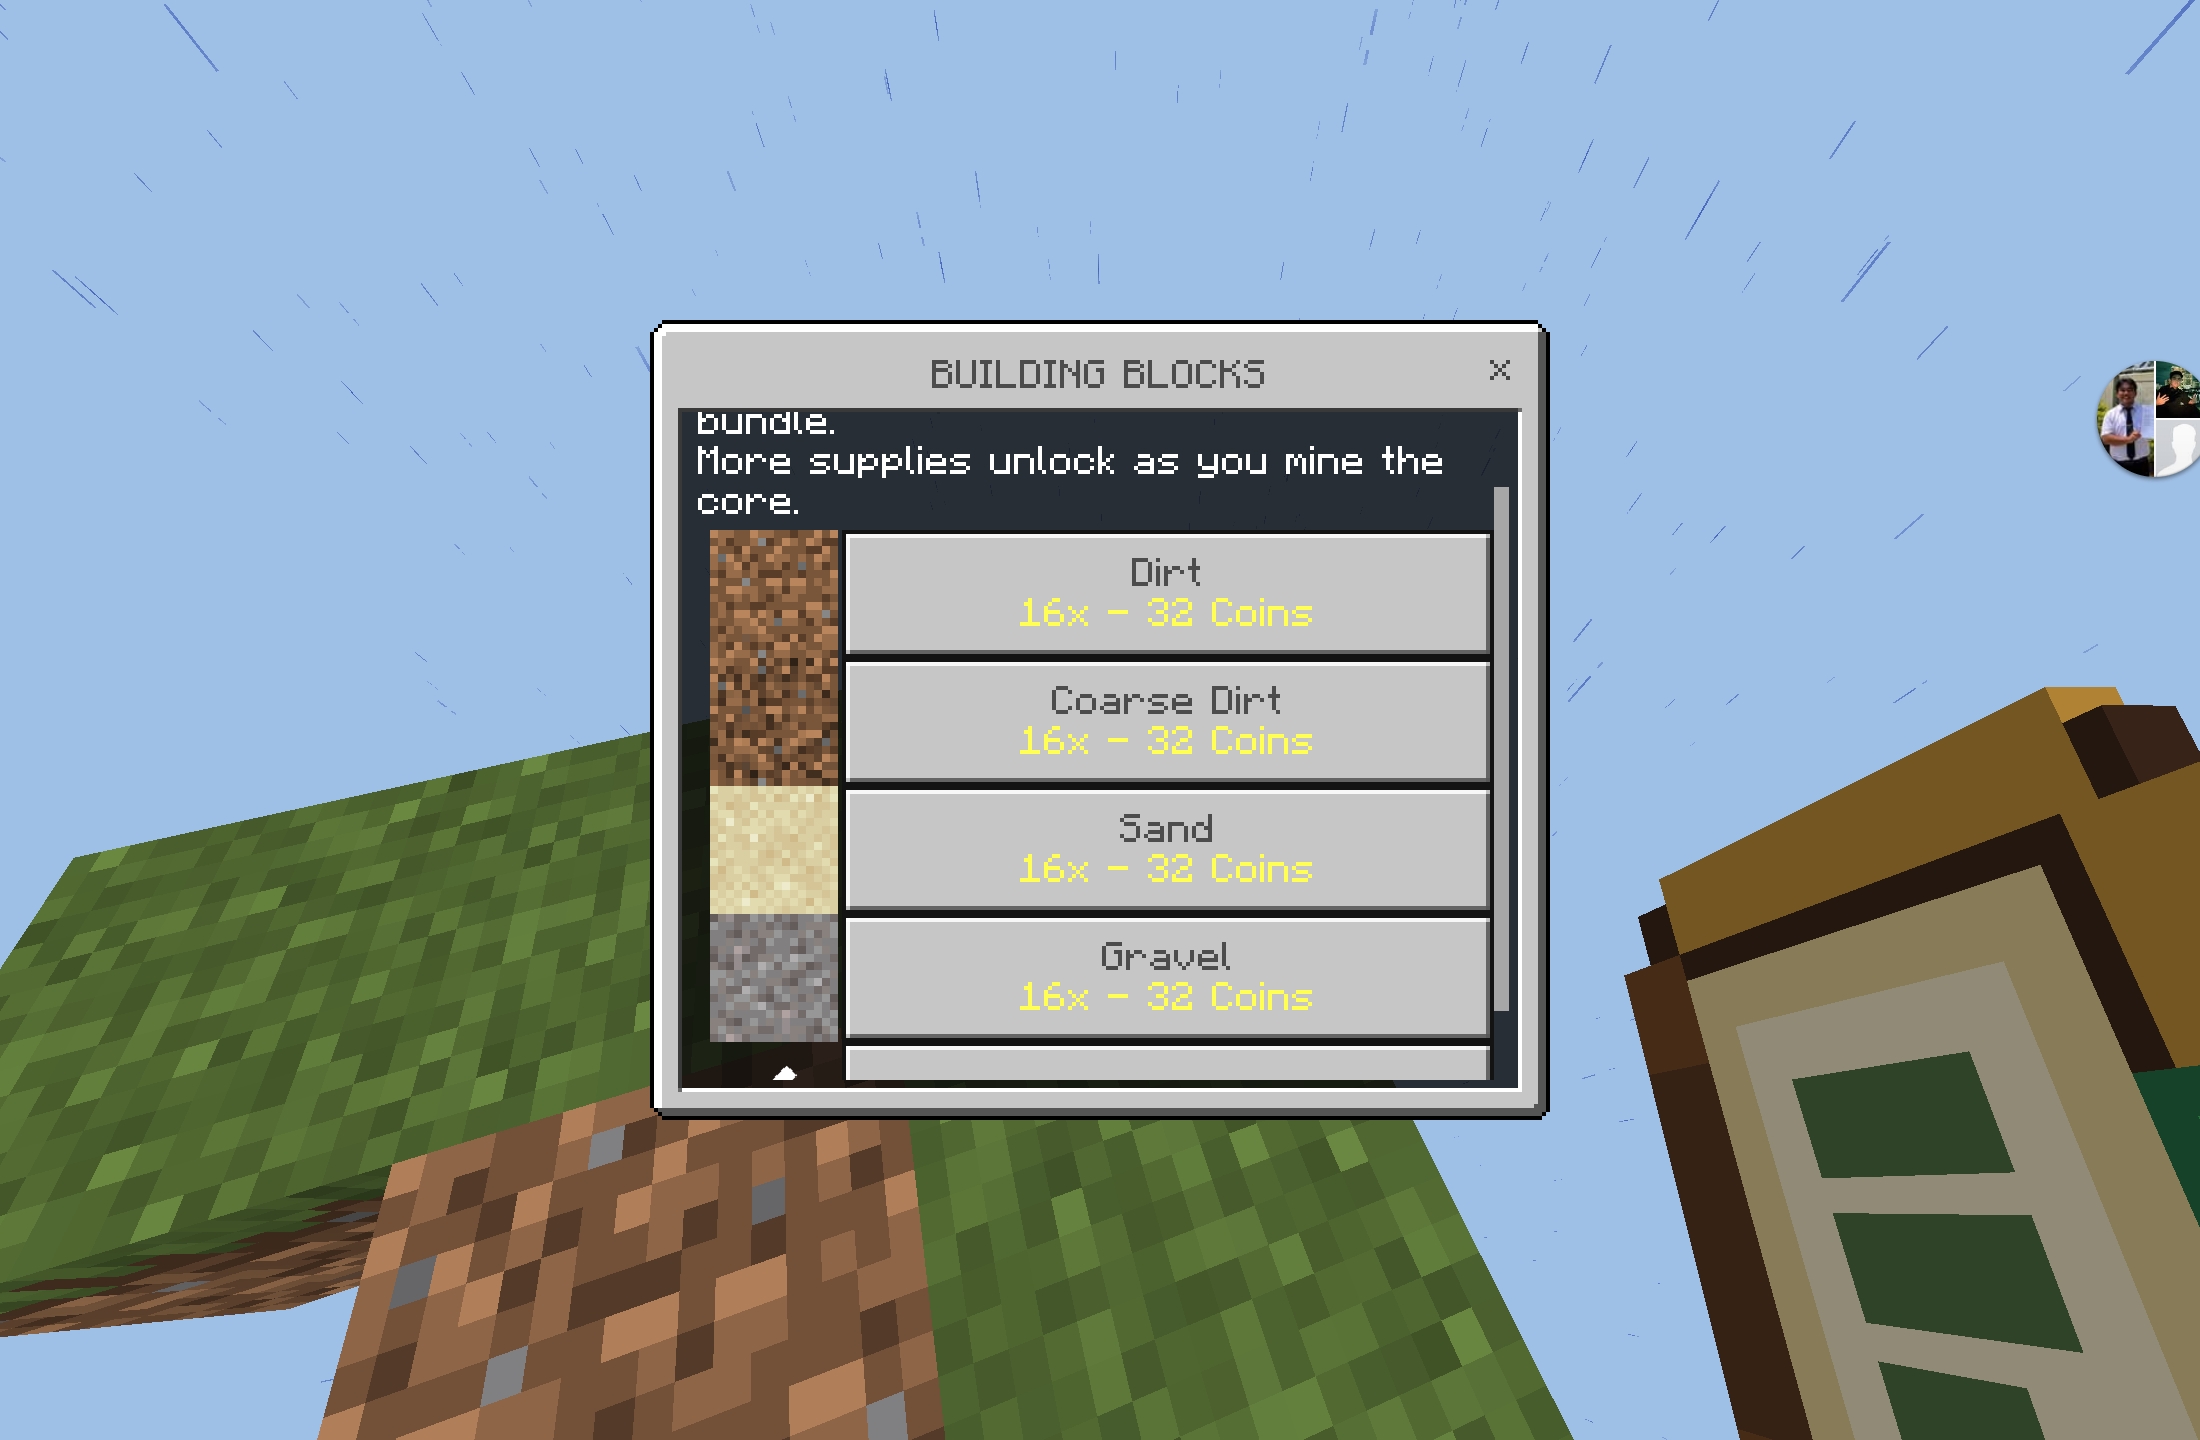 BUILDING BLOCKS
bundle.
More supplies unlock as you mine the
core.
Dirt
16x - 32 Coins
Coarse Dirt
16x - 32 Coins
Sand
16x - 32 Coins
Gravel
16x - 32 Coins